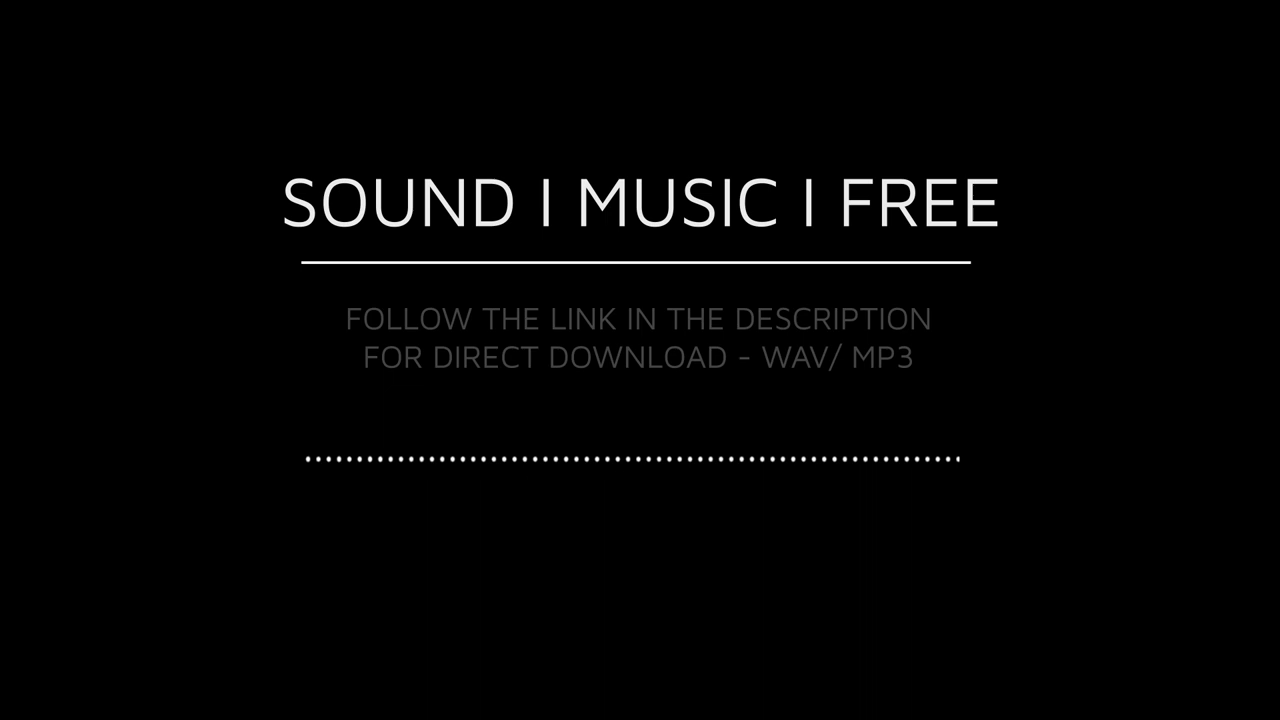 SOUND I MUSIC I FREE
FOLLOW THE LINK IN THE DESCRIPTION
FOR DIRECT DOWNLOAD - WAV/ MP3